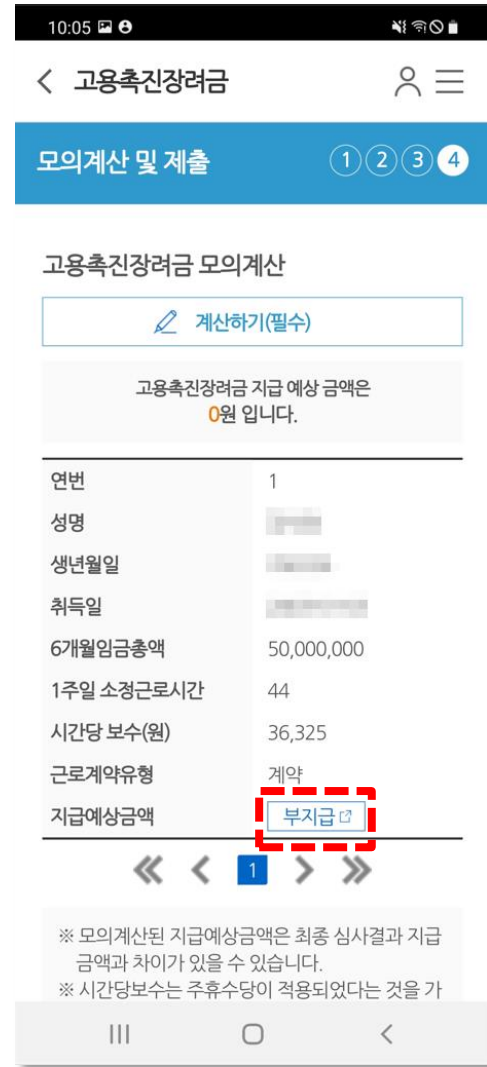 10:05
고용촉진장려금
모의계산 및 제출 1 2 3 4
고용촉진장려금 모의계산
계산하기(필수)
고용촉진장려금 지급 예상 금액은
0원 입니다.
연번 1
성명
생년월일
취득일
6개월임금총액 50,000,000
1주일 소정근로시간 44
시간당 보수(원) 36,325
근로계약유형 계약
지급예상금액 부지급
1
※ 모의계산된 지급예상금액은 최종 심사결과 지급
금액과 차이가 있을 수 있습니다.
※ 시간당보수는 주휴수당이 적용되었다는 것을 가